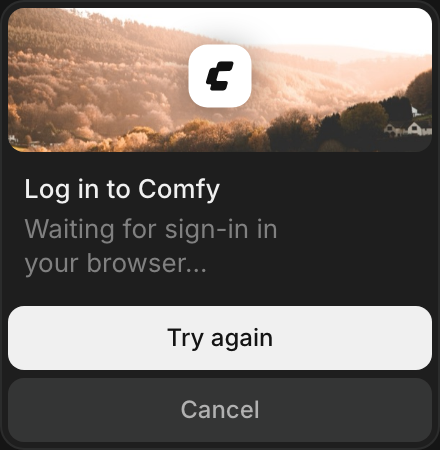 Log in to Comfy
Waiting for sign-in in
your browser...
Try again
Cancel